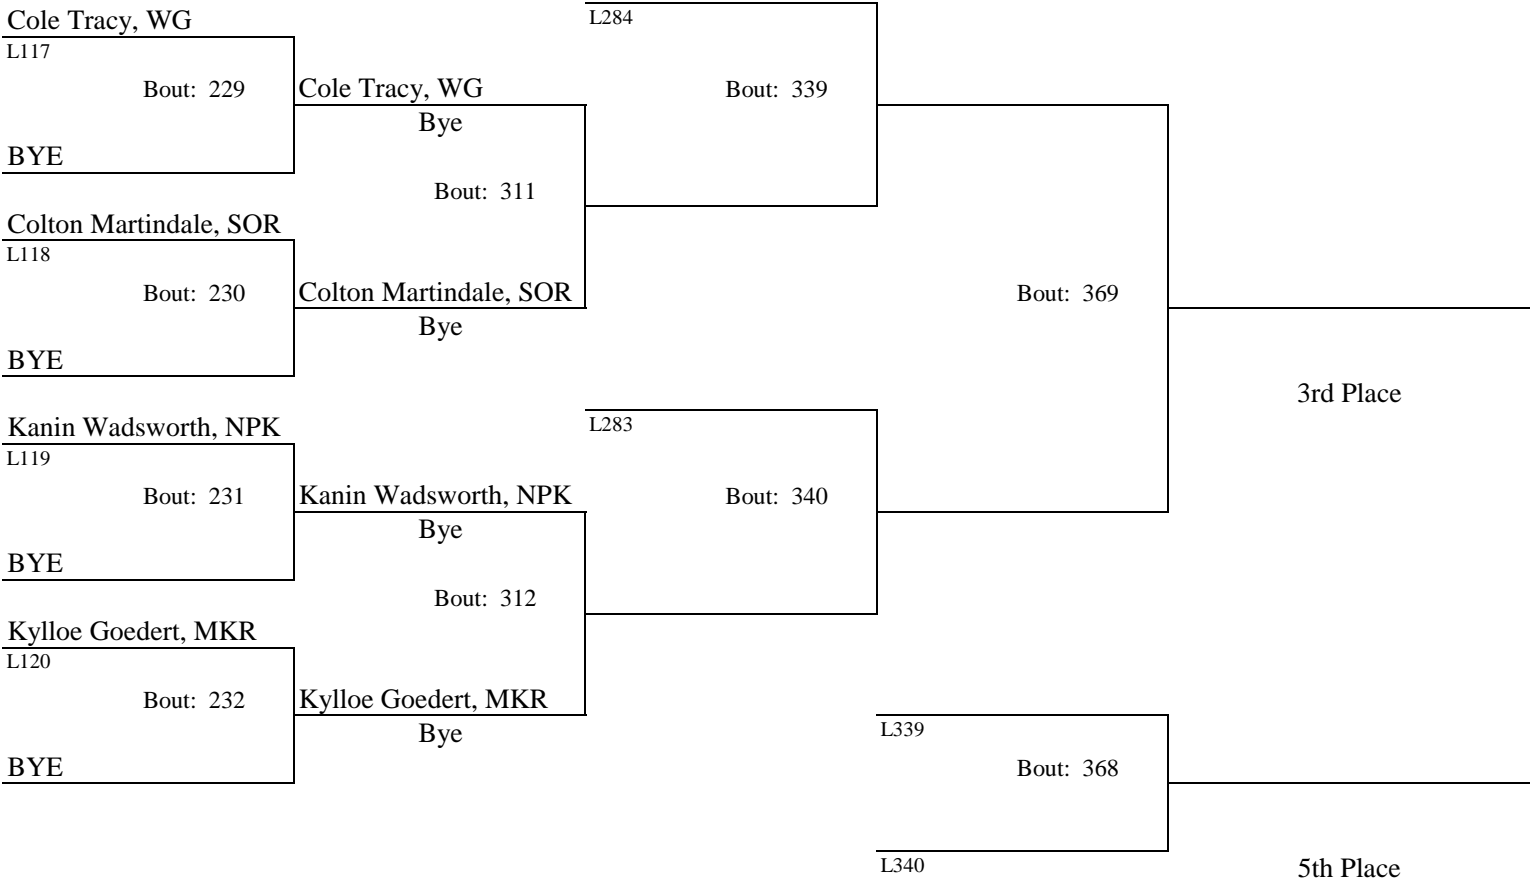 Cole Tracy, WG
L117
Bout: 229
BYE
Colton Martindale, SOR
L118
Bout: 230
BYE
Kanin Wadsworth, NPK
L119
Bout: 231
BYE
Kylloe Goedert, MKR
L120
Bout: 232
BYE
Cole Tracy, WG
Bye
Bout: 311
Colton Martindale, SOR
Bye
Kanin Wadsworth, NPK
Bye
Bout: 312
Kylloe Goedert, MKR
Bye
L284
Bout: 339
L283
Bout: 340
Bout: 369
3rd Place
L339
Bout: 368
L340
5th Place